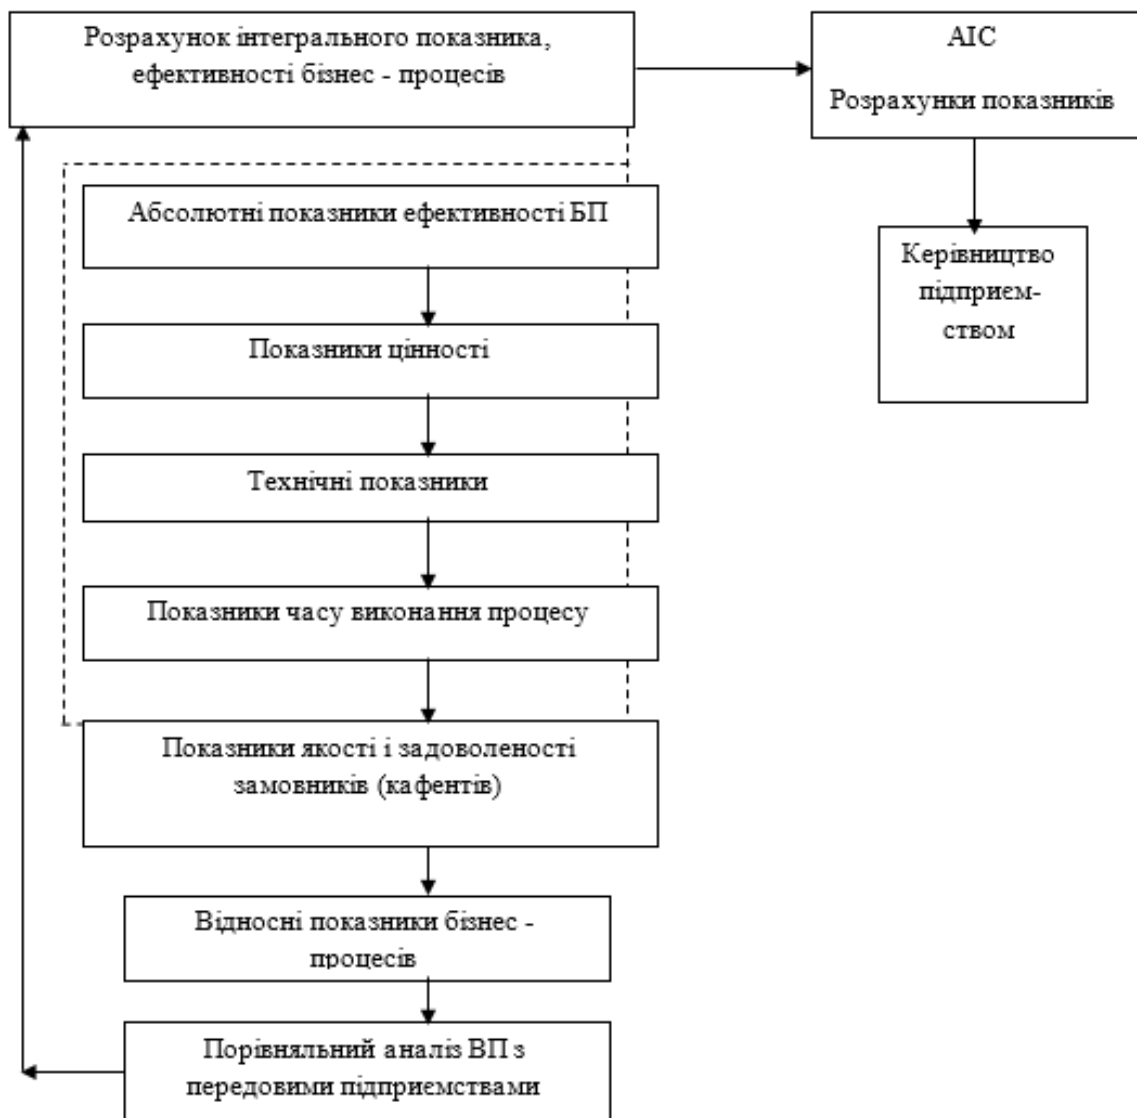 Розрахунок інтегрального показника,
ефективності бізнес - процесів
АІС
Розрахунки показників
Абсолютні показники ефективності БП
Керівництво
підприєм-
ством
Показники цінності
Технічні показники
Показники часу виконання процесу
Показники якості і задоволеності
замовників (кафентів)
Відносні показники бізнес -
процесів
Порівняльний аналіз ВП з
передовими підприємствами